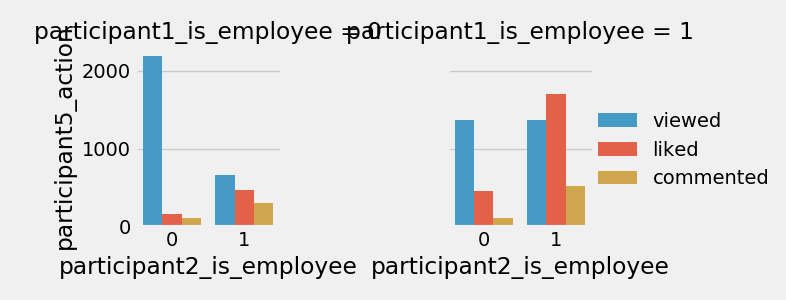 participant1_is_employee = 0
participant1_is_employee = 1
participant5_action
2000
1000
0
0 1
0 1
participant2_is_employee
participant2_is_employee
viewed
liked
commented